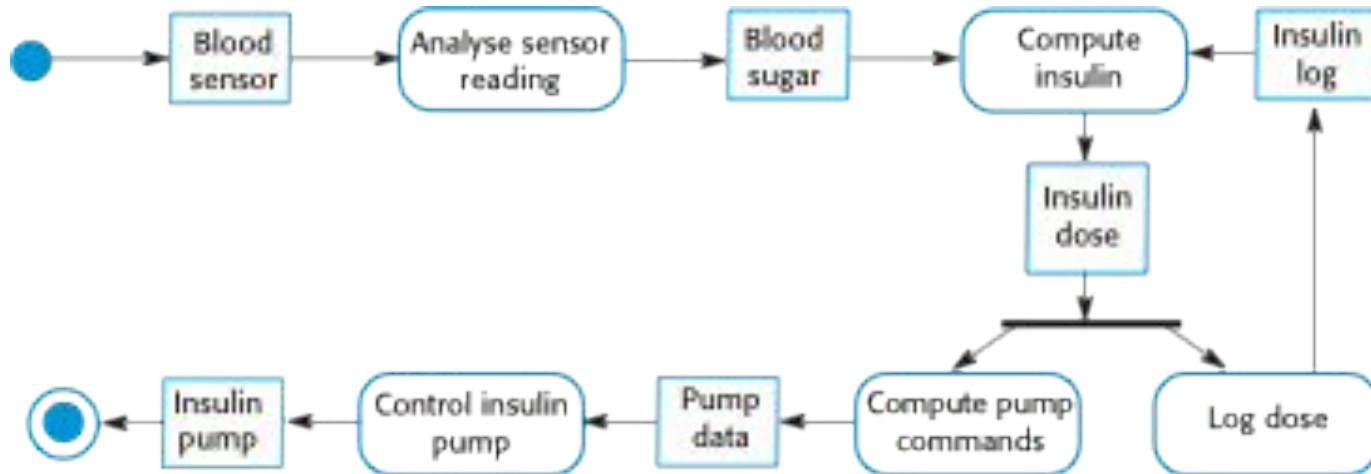 Blood
sensor
Analyse sensor
reading
Blood
sugar
Compute
insulin
Insulin
log
Insulin
dose
Insulin
pump
Control insulin
pump
Pump
data
Compute pump
commands
Log dose